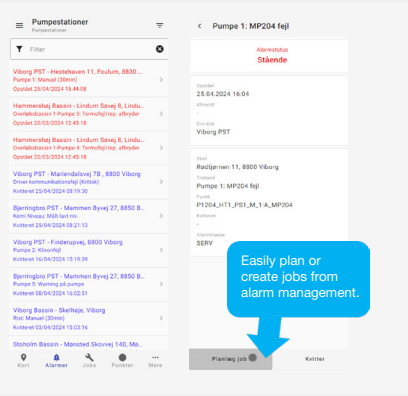 Pumpestationer
Pumpestationer
Filter
Viborg PST - Hestehaven 11, Foulum, 8830 ...
Pumpe 1: Manuel (30min)
Opstået 25/04/2024 15:44:08
Hammershøj Bassin - Lindum Søvej 8, Lindu...
Overløbsbassin 1-Pumpe 3: Termofejl/rep. afbryder
Opstået 20/03/2024 12:45:18
Hammershøj Bassin - Lindum Søvej 8, Lindu...
Overløbsbassin 1-Pumpe 4: Termofejl/rep. afbryder
Opstået 20/03/2024 12:45:18
Viborg PST - Mariendalsvej 78 , 8800 Viborg
Driver kommunikationsfejl (Kritisk)
Kvitteret 25/04/2024 08:19:30
Bjerringbro PST - Mammen Byvej 27, 8850 B...
Kemi Niveau: Målt lavt niv.
Kvitteret 25/04/2024 08:21:13
Viborg PST - Finderupvej, 8800 Viborg
Pumpe 2: Klixonfejl
Kvitteret 16/04/2024 15:19:39
Bjerringbro PST - Mammen Byvej 27, 8850 B...
Pumpe 5: Warning på pumpe
Kvitteret 08/04/2024 16:02:51
Viborg Bassin - Skelhøje, Viborg
Rist: Manuel (30min)
Kvitteret 03/04/2024 15:03:16
Stoholm Bassin - Mønsted Skovvej 14D, Mø...
Kort Alarmer Jobs Punkter Mere
Pumpe 1: MP204 fejl
Alarmstatus
Stående
Opstået
25.04.2024 16:04
Afmeldt
-
Område
Viborg PST
Sted
Rødtjørnen 11, 8800 Viborg
Tilstand
Pumpe 1: MP204 fejl
Punkt
P1204_HT1_PS1_M_1:A_MP204
Kvitterer
-
Alarmklasse
SERV
Easily plan or
create jobs from
alarm management.
Planlæg job
Kvitter